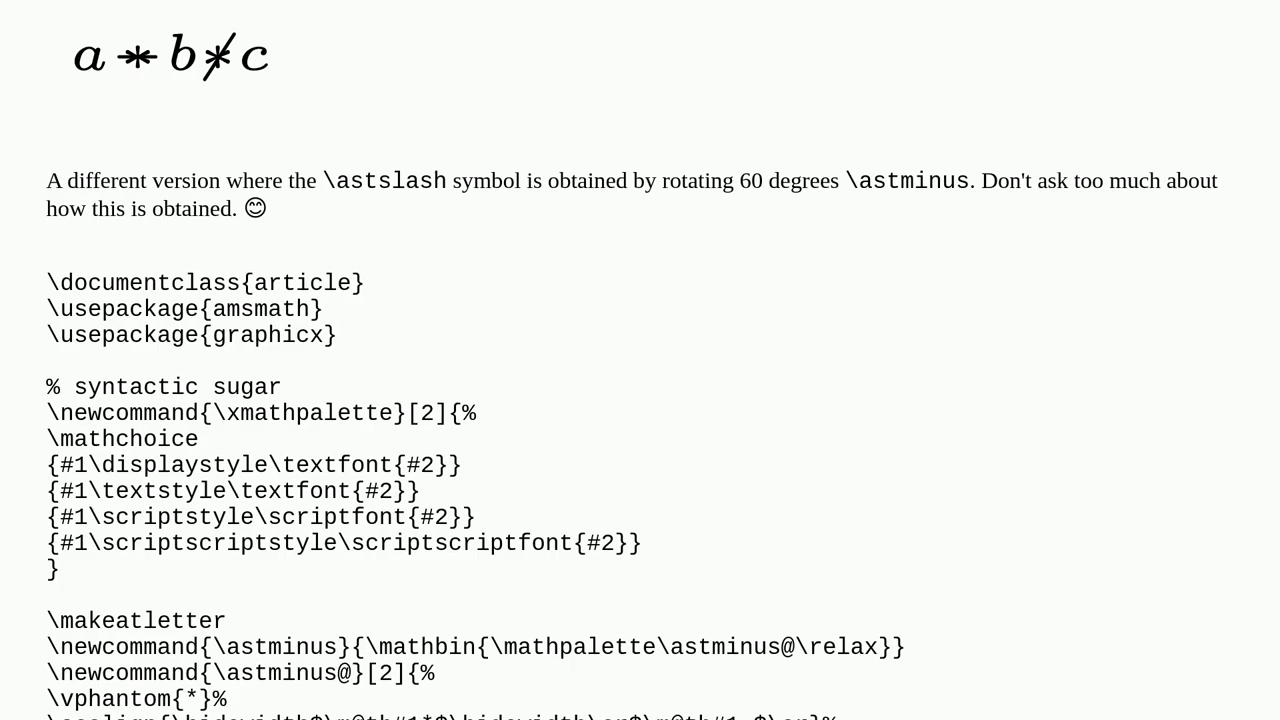 a ⁎ b ⁎ c
A different version where the \astslash symbol is obtained by rotating 60 degrees \astminus. Don't ask too much about
how this is obtained. 😊
\documentclass{article}
\usepackage{amsmath}
\usepackage{graphicx}
% syntactic sugar
\newcommand{\xmathpalette}[2]{%
\mathchoice
{#1\displaystyle\textfont{#2}}
{#1\textstyle\textfont{#2}}
{#1\scriptstyle\scriptfont{#2}}
{#1\scriptscriptstyle\scriptscriptfont{#2}}
}
\makeatletter
\newcommand{\astminus}{\mathbin{\mathpalette\astminus@\relax}}
\newcommand{\astminus@}[2]{%
\vphantom{*}%